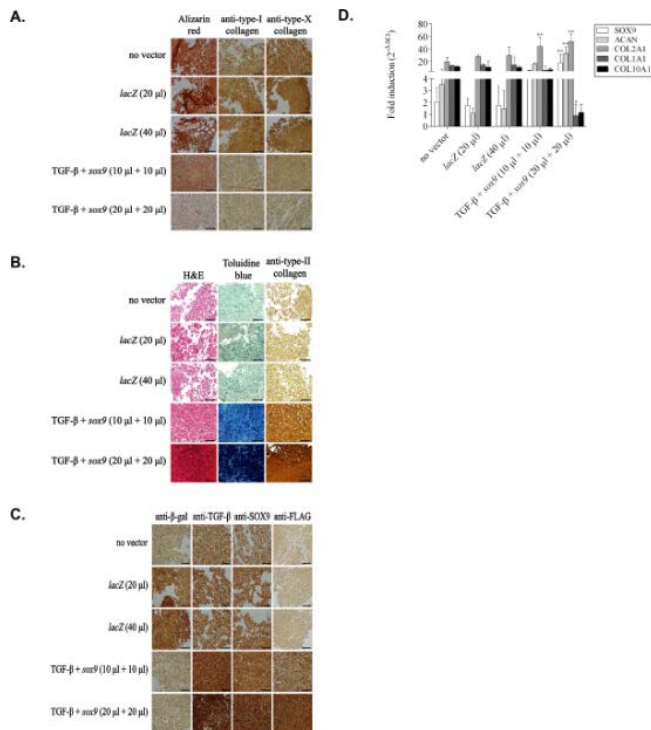 A.
Alizarin anti-type-I anti-type-X
red collagen collagen
no vector
lacZ (20 µl)
lacZ (40 µl)
TGF-β + sox9 (10 µl + 10 µl)
TGF-β + sox9 (20 µl + 20 µl)
B.
H&E Toluidine blue anti-type-II collagen
no vector
lacZ (20 µl)
lacZ (40 µl)
TGF-β + sox9 (10 µl + 10 µl)
TGF-β + sox9 (20 µl + 20 µl)
C.
anti-β-gal anti-TGF-β anti-SOX9 anti-FLAG
no vector
lacZ (20 µl)
lacZ (40 µl)
TGF-β + sox9 (10 µl + 10 µl)
TGF-β + sox9 (20 µl + 20 µl)
D.
Fold induction
80
60
40
20
4
3
2
1
0
SOX9
ACAN
COL2A1
COL1A1
COL10A1
no vector
lacZ (20 µl)
lacZ (40 µl)
TGF-β + sox9 (10 µl + 10 µl)
TGF-β + sox9 (20 µl + 20 µl)